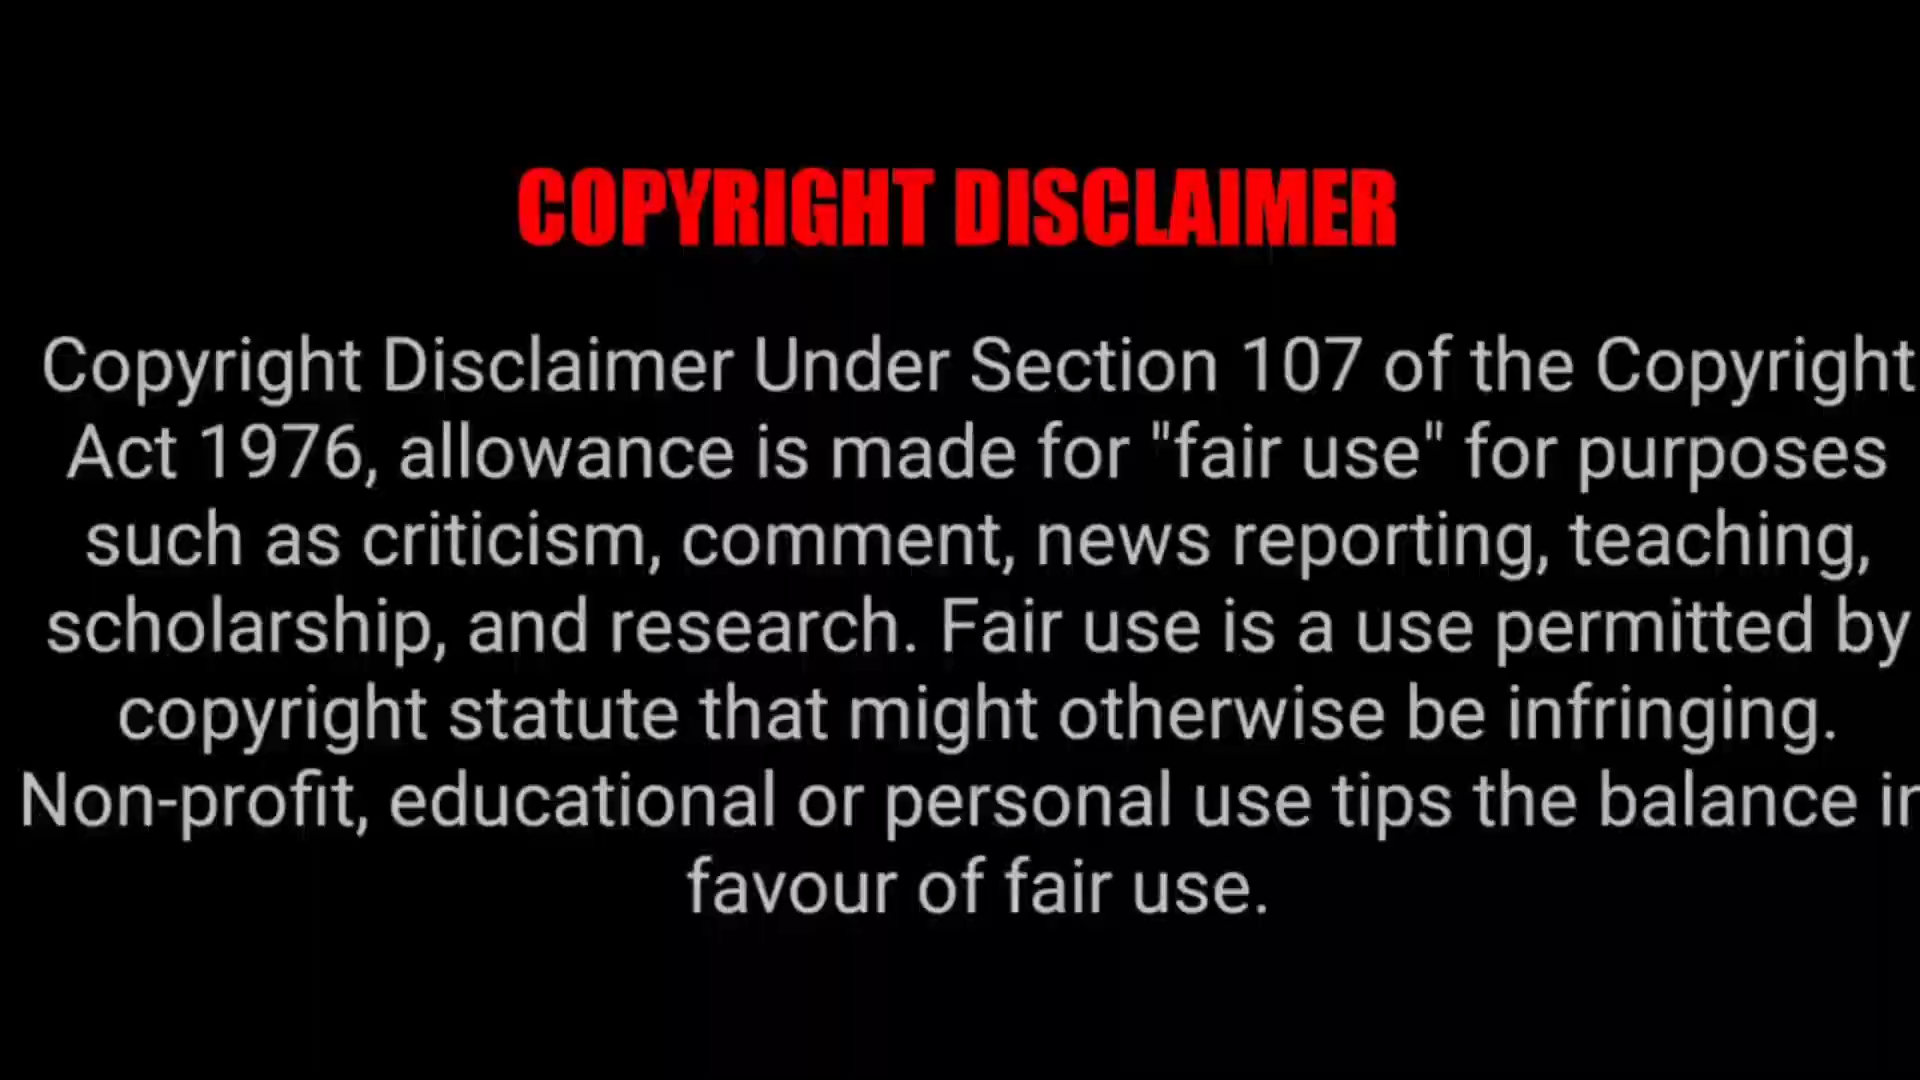 COPYRIGHT DISCLAIMER
Copyright Disclaimer Under Section 107 of the Copyright
Act 1976, allowance is made for "fair use" for purposes
such as criticism, comment, news reporting, teaching,
scholarship, and research. Fair use is a use permitted by
copyright statute that might otherwise be infringing.
Non-profit, educational or personal use tips the balance in
favour of fair use.